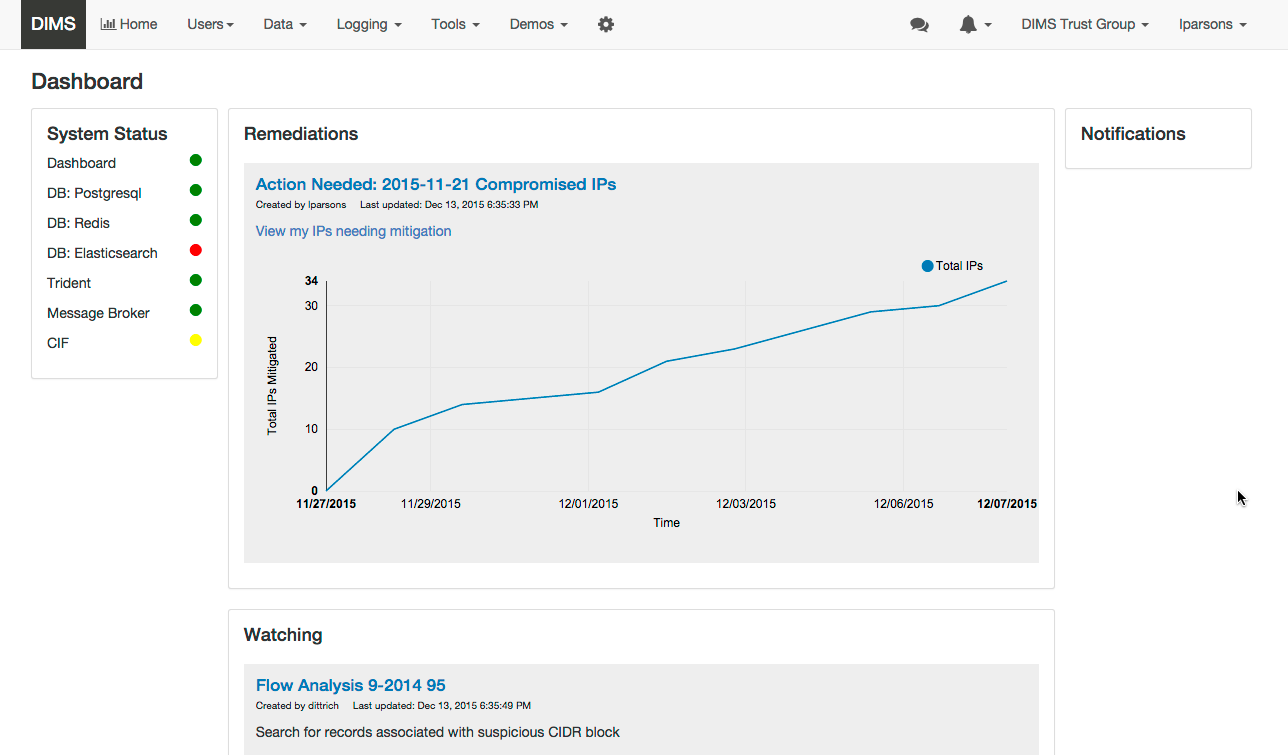 DIMS Home Users Data Logging Tools Demos DIMS Trust Group lparsons
Dashboard
System Status
Dashboard
DB: Postgresql
DB: Redis
DB: Elasticsearch
Trident
Message Broker
CIF
Remediations
Action Needed: 2015-11-21 Compromised IPs
Created by lparsons Last updated: Dec 13, 2015 6:35:33 PM
View my IPs needing mitigation
Total IPs
34
30
20
10
0
Total IPs Mitigated
11/27/2015 11/29/2015 12/01/2015 12/03/2015 12/06/2015 12/07/2015
Time
Notifications
Watching
Flow Analysis 9-2014 95
Created by dittrich Last updated: Dec 13, 2015 6:35:49 PM
Search for records associated with suspicious CIDR block